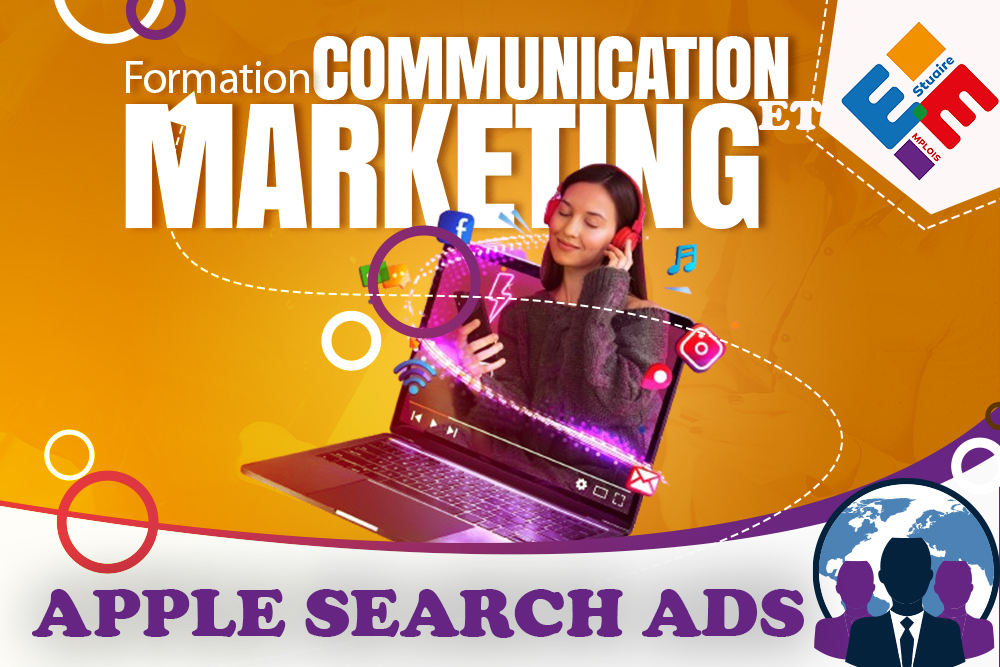 Formation COMMUNICATION
ET
MARKETING
Stuaire
E.E
MPLOIS
f
APPLE SEARCH ADS